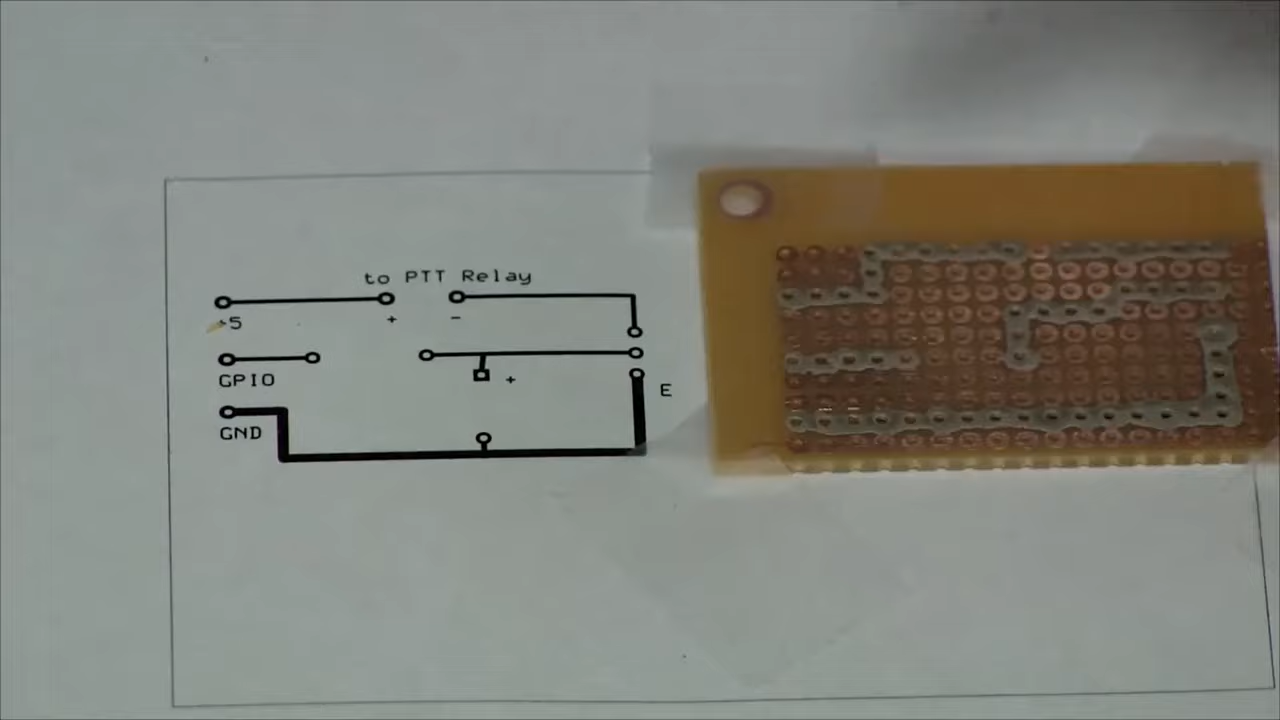 to PTT Relay
+5
+
−
GPIO
+
E
GND